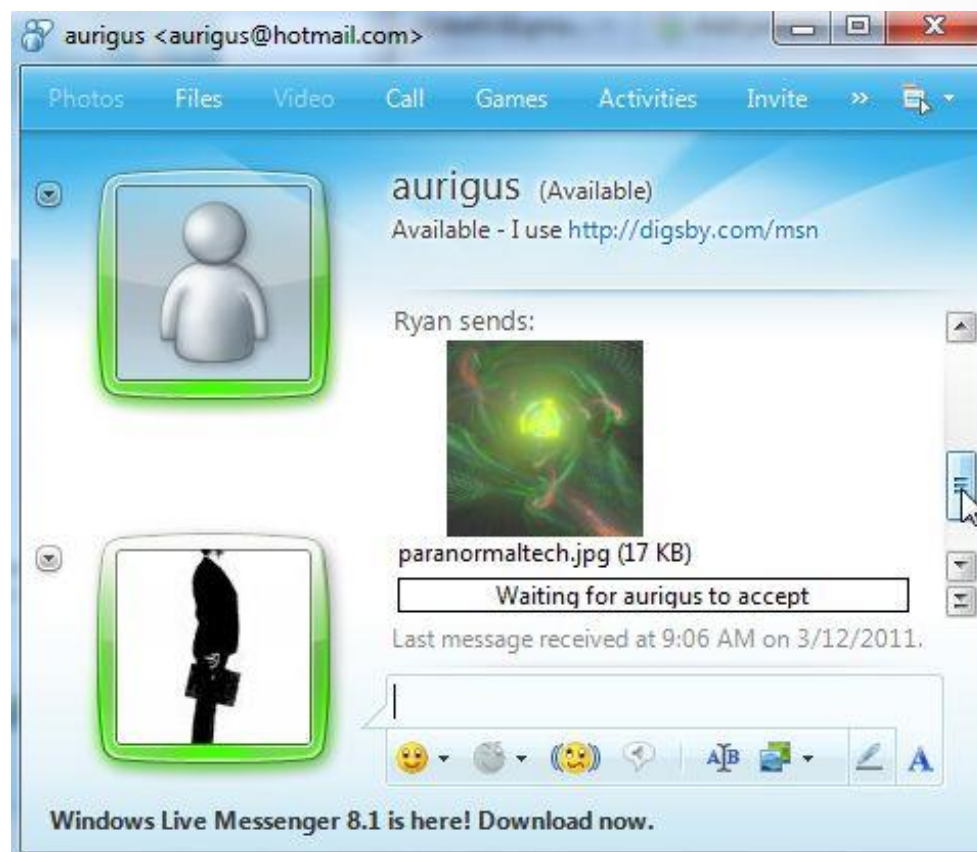 aurigus <aurigus@hotmail.com>
Photos Files Video Call Games Activities Invite »
aurigus (Available)
Available - I use http://digsby.com/msn
Ryan sends:
paranormaltech.jpg (17 KB)
Waiting for aurigus to accept
Last message received at 9:06 AM on 3/12/2011.
AB A
Windows Live Messenger 8.1 is here! Download now.